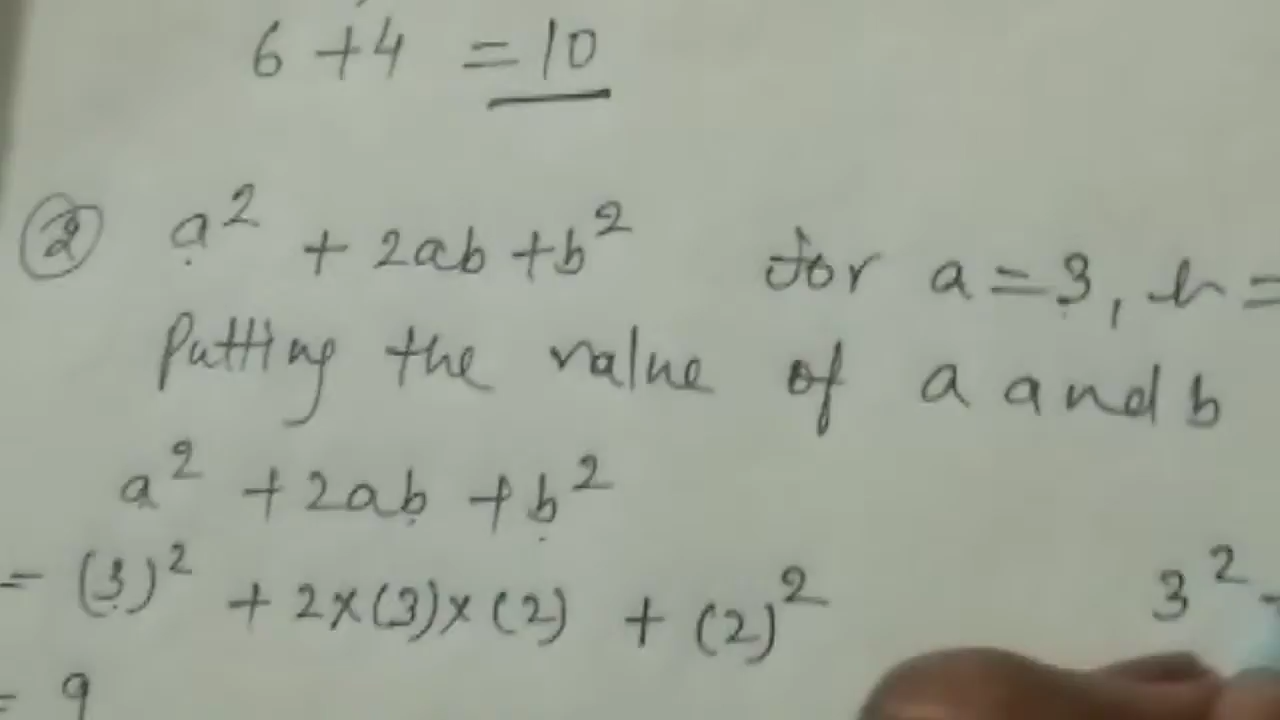 6 + 4 = 10
② a² + 2ab + b² for a = 3, b =
Putting the value of a and b
a² + 2ab + b²
= (3)² + 2×(3)×(2) + (2)²
3²
= 9